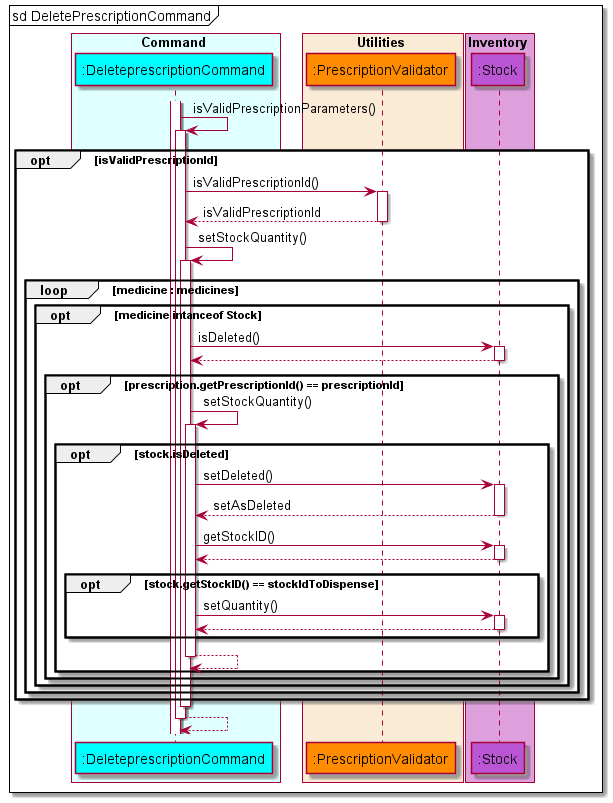 sd DeletePrescriptionCommand
Command Utilities Inventory
:DeleteprescriptionCommand :PrescriptionValidator :Stock
isValidPrescriptionParameters()
opt [isValidPrescriptionId]
isValidPrescriptionId()
isValidPrescriptionId
setStockQuantity()
loop [medicine : medicines]
opt [medicine intanceof Stock]
isDeleted()
opt [prescription.getPrescriptionId() == prescriptionId]
setStockQuantity()
opt [stock.isDeleted]
setDeleted()
setAsDeleted
getStockID()
opt [stock.getStockID() == stockIdToDispense]
setQuantity()
:DeleteprescriptionCommand :PrescriptionValidator :Stock